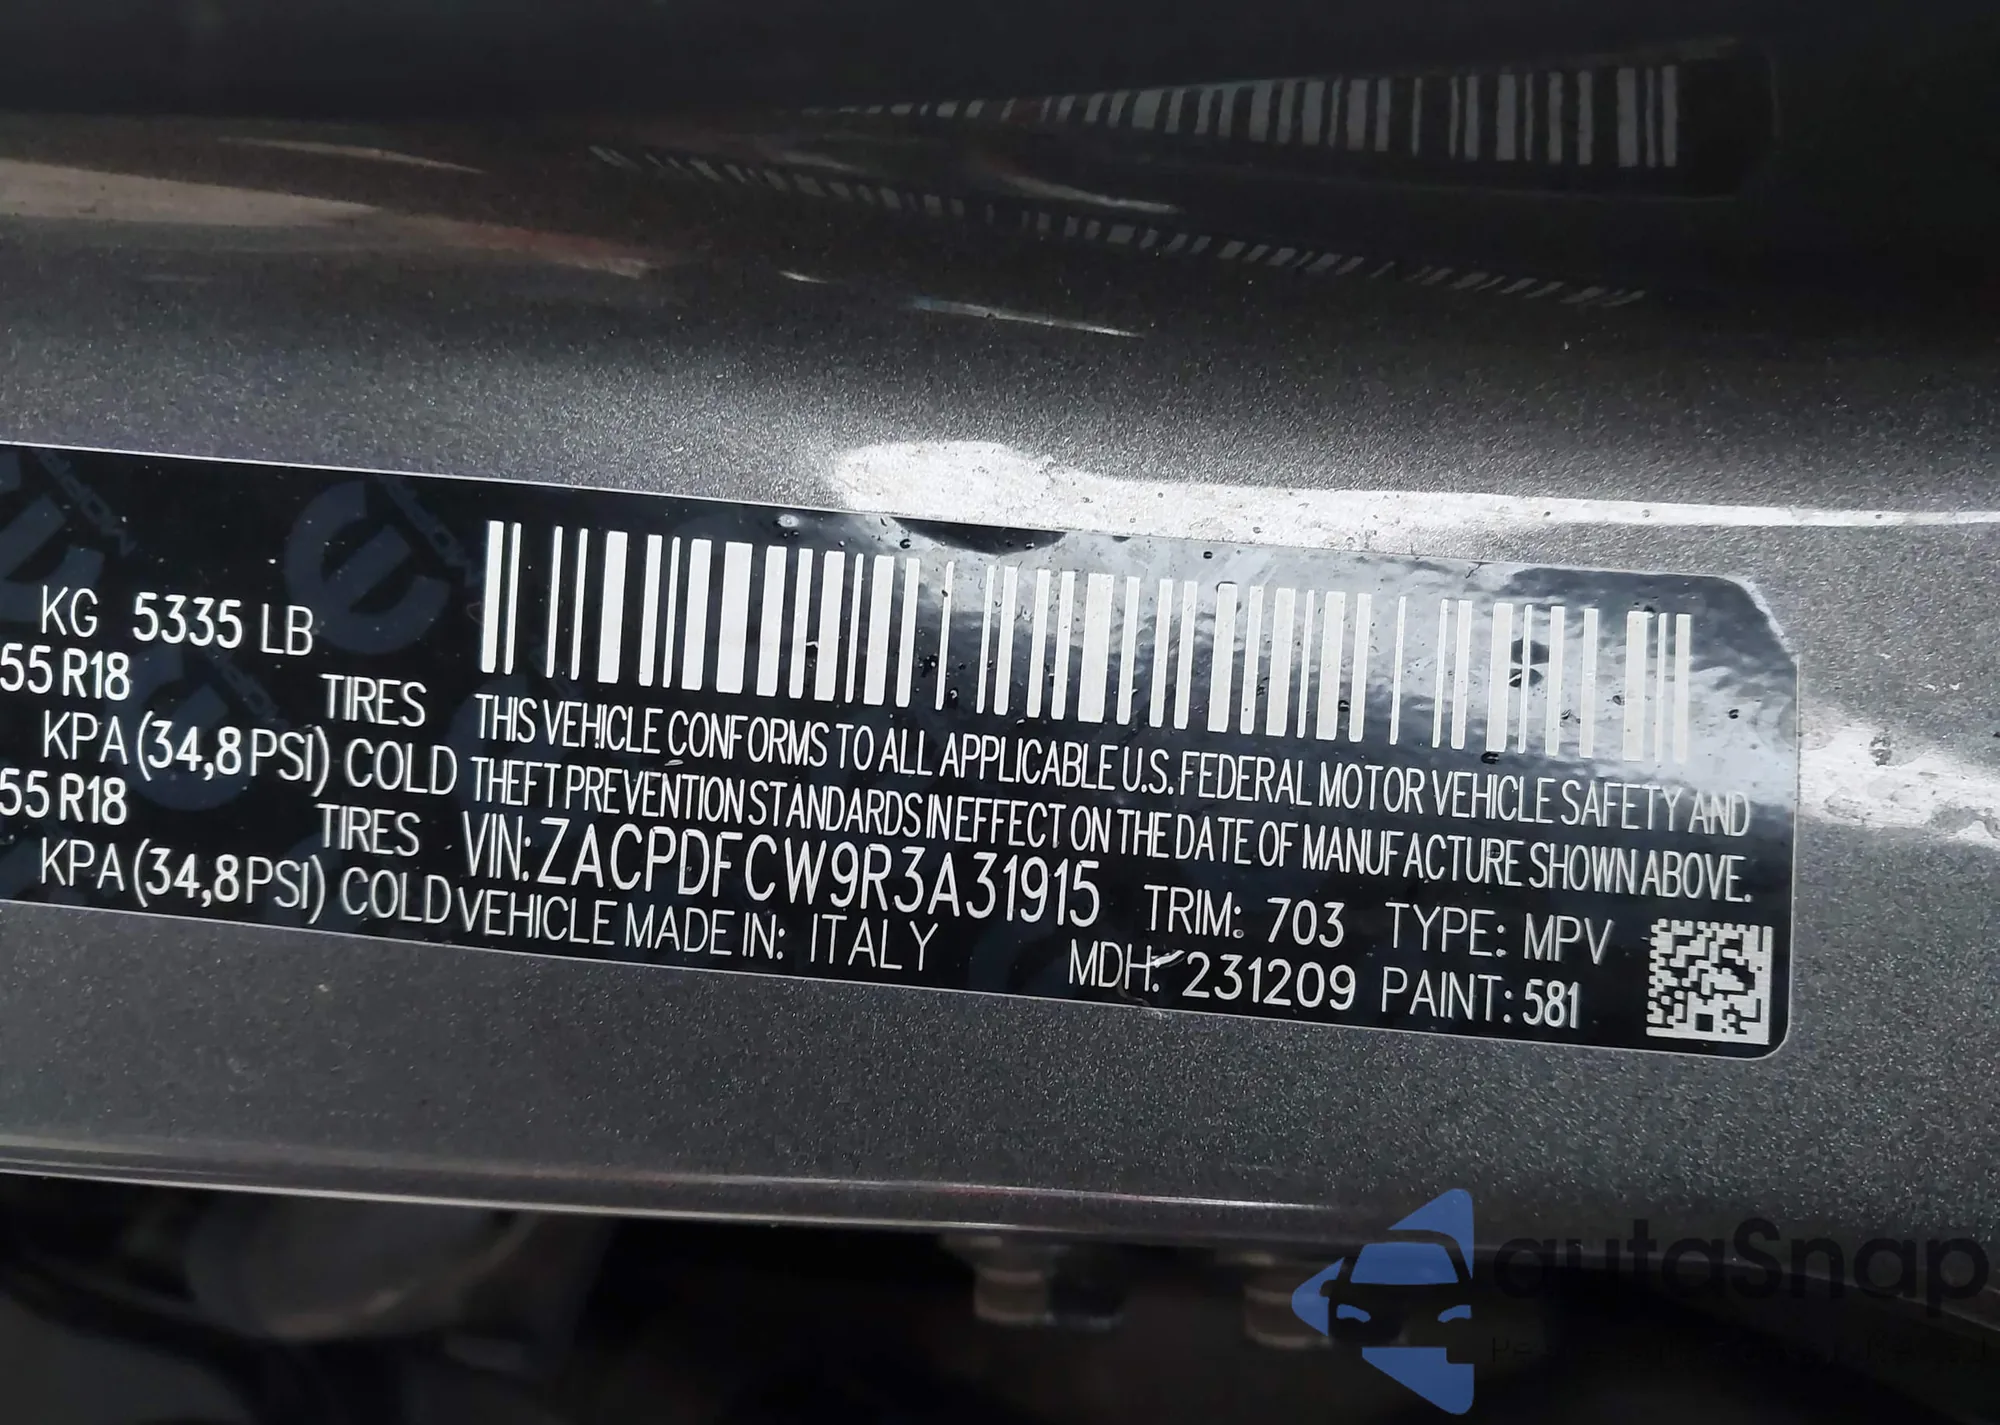 KG 5335 LB
55 R18 TIRES
KPA (34,8 PSI) COLD
55 R18 TIRES
KPA (34,8 PSI) COLD
THIS VEHICLE CONFORMS TO ALL APPLICABLE U.S. FEDERAL MOTOR VEHICLE SAFETY AND
THEFT PREVENTION STANDARDS IN EFFECT ON THE DATE OF MANUFACTURE SHOWN ABOVE.
VIN: ZACPDFCW9R3A31915 TRIM: 703 TYPE: MPV
VEHICLE MADE IN: ITALY MDH: 231209 PAINT: 581
autaSnap